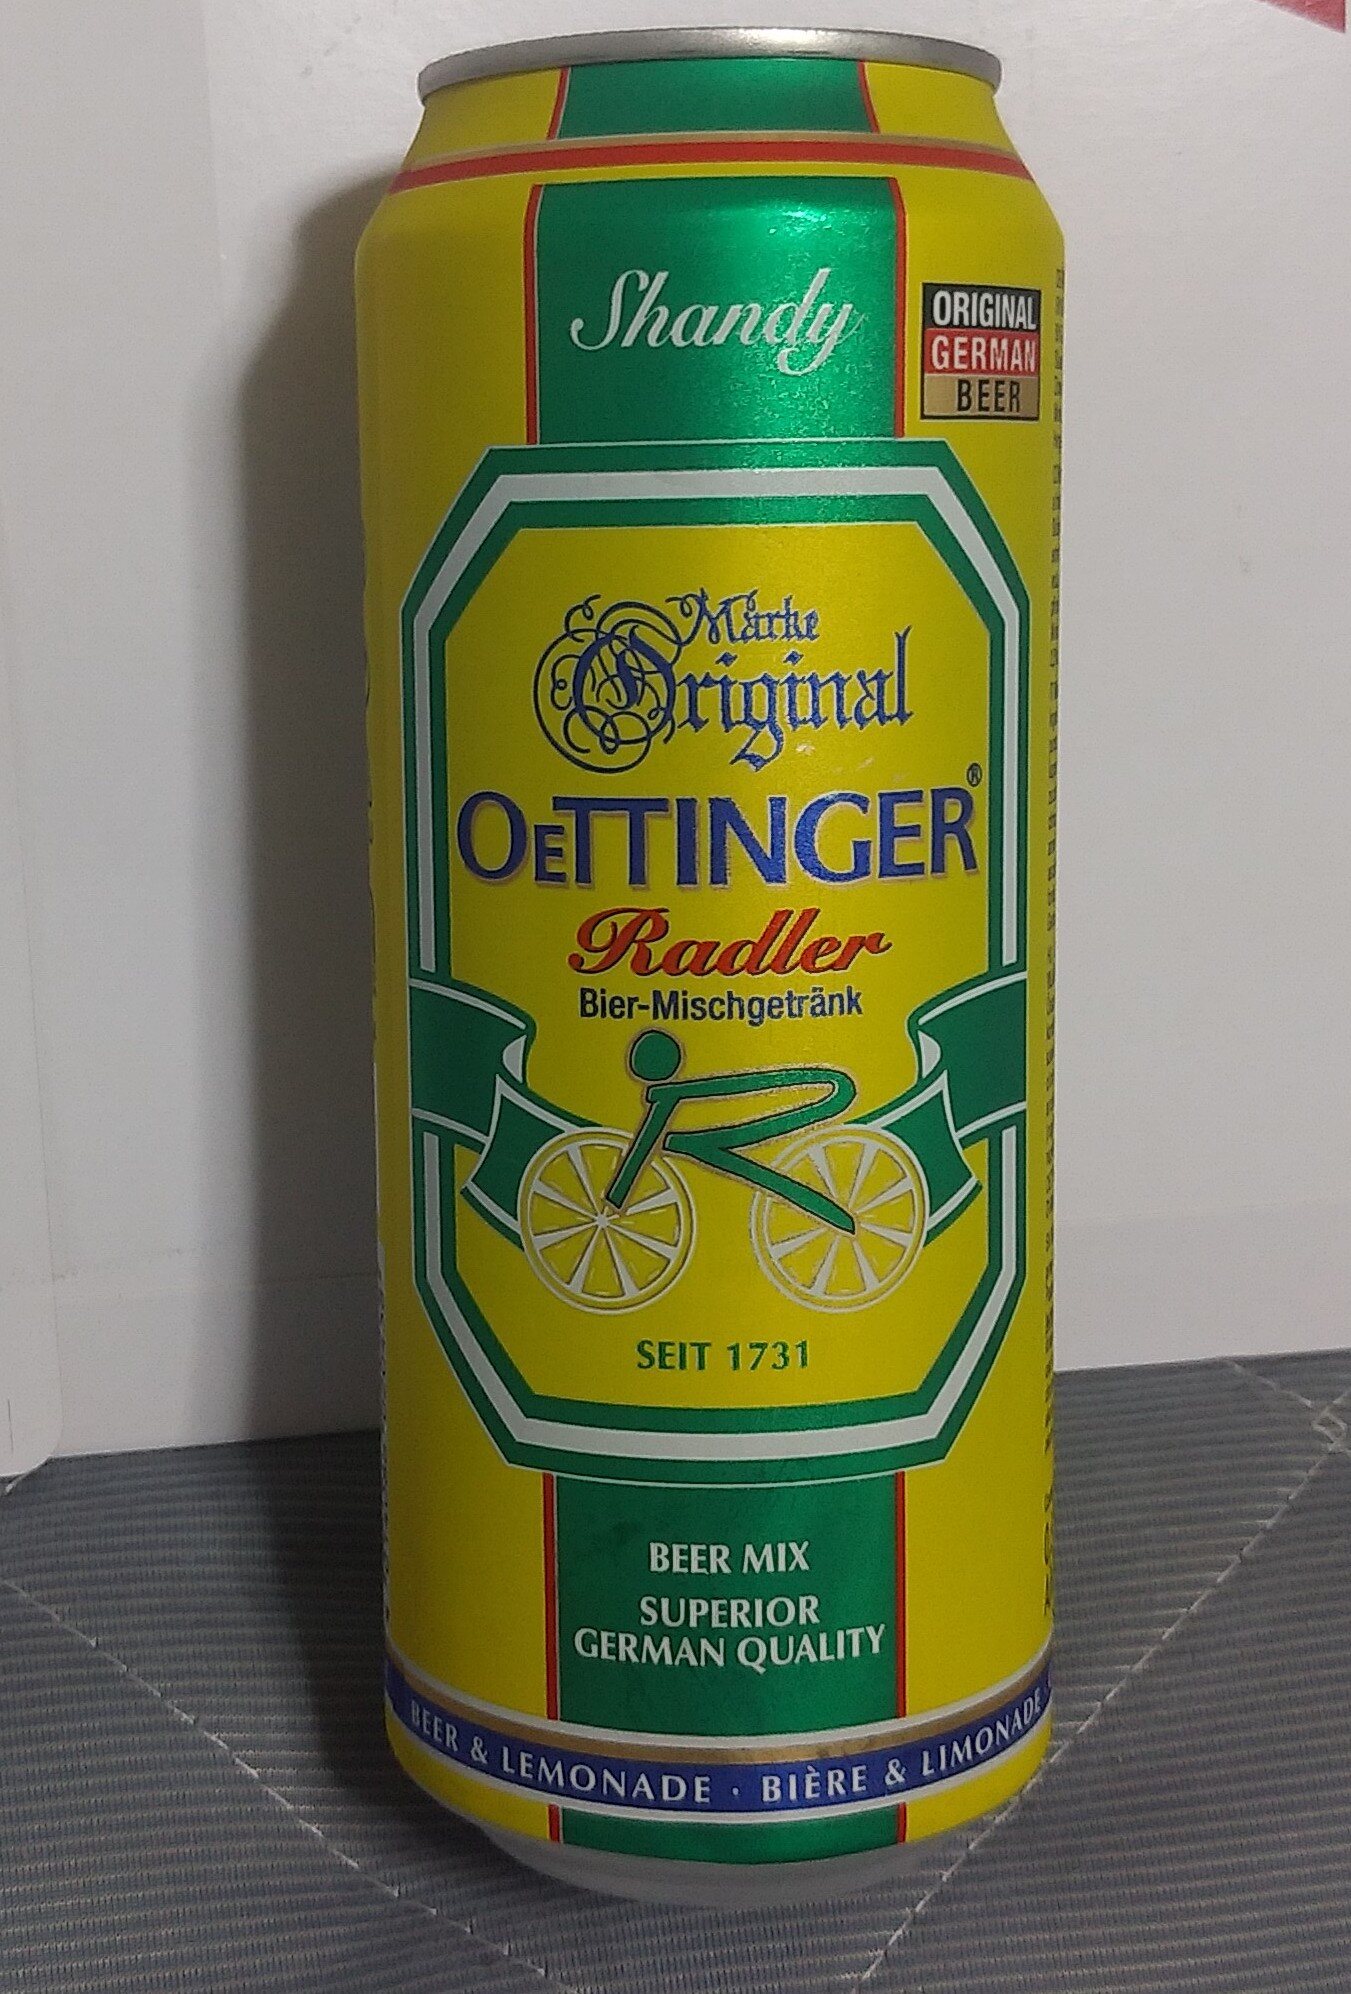 Shandy
ORIGINAL
GERMAN
BEER
Marke
Original
OETTINGER®
Radler
Bier-Mischgetränk
SEIT 1731
BEER MIX
SUPERIOR
GERMAN QUALITY
BEER & LEMONADE · BIÈRE & LIMONADE